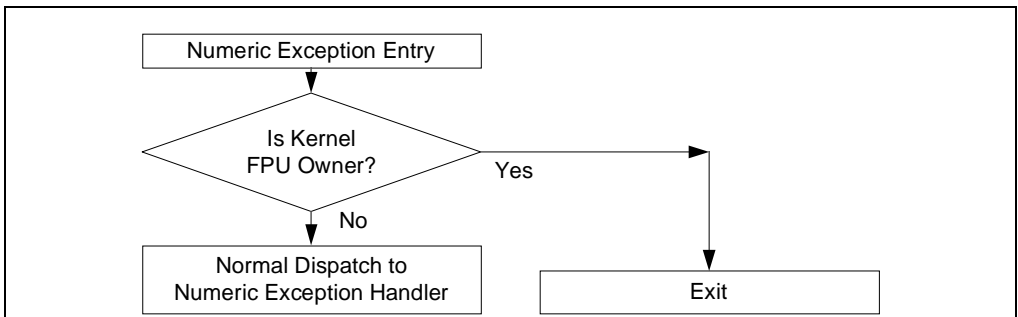 Numeric Exception Entry
Is Kernel
FPU Owner?
Yes
No
Normal Dispatch to
Numeric Exception Handler
Exit